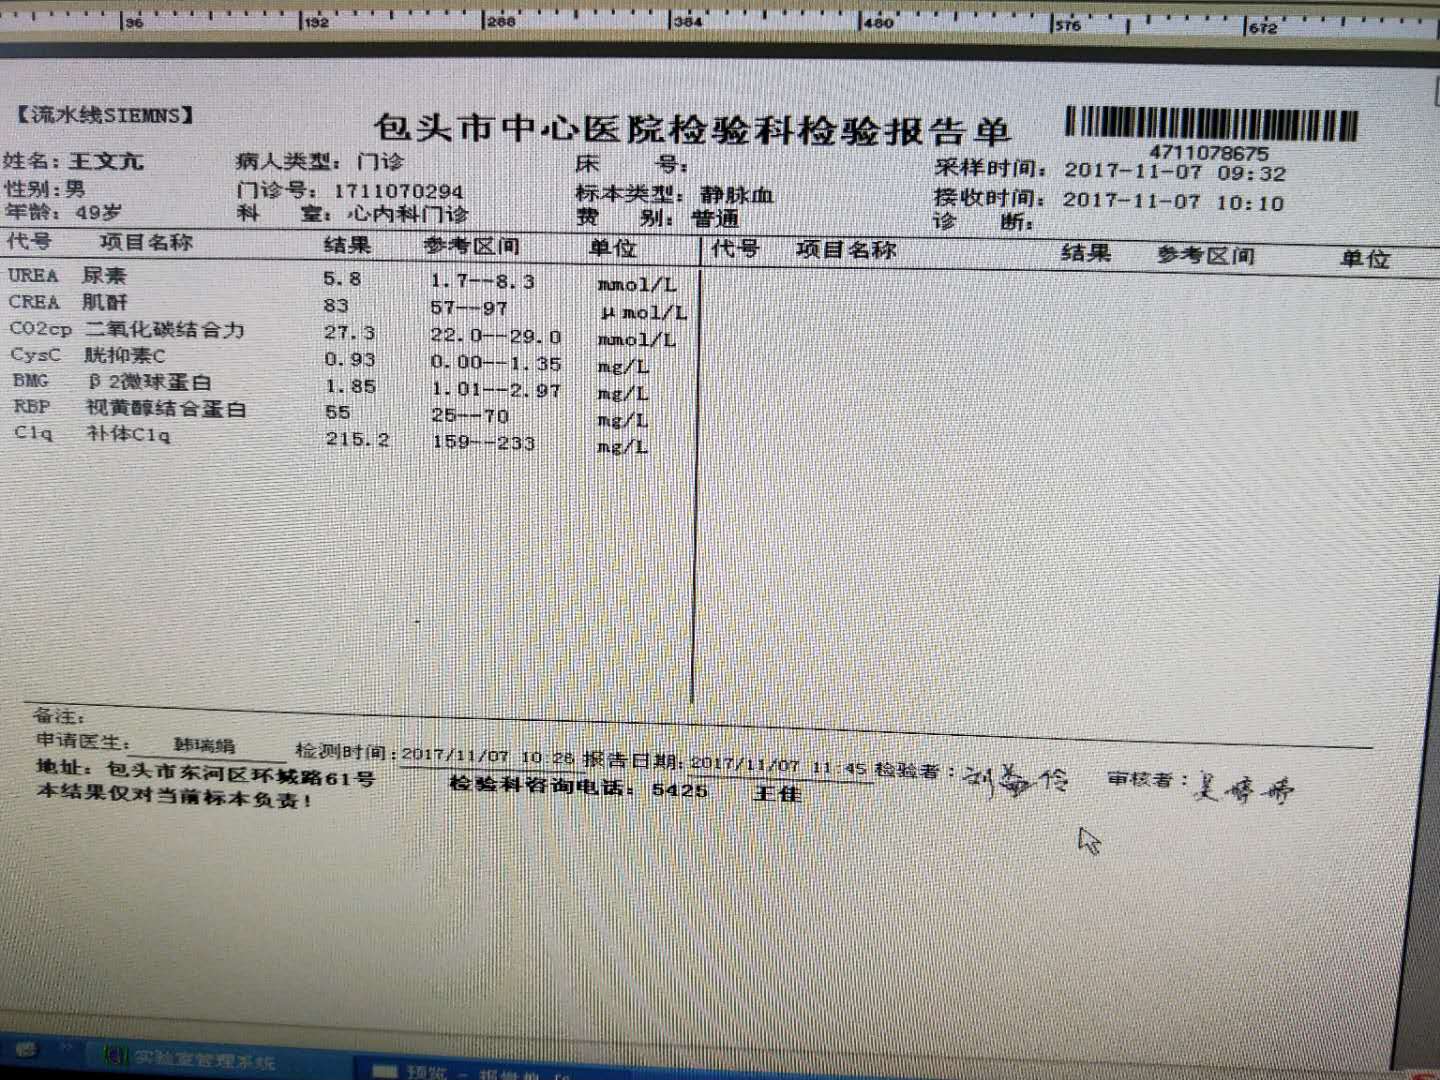 96 192 288 384 480 576 672
【流水线SIEMNS】
包头市中心医院检验科检验报告单
4711078675
姓名: 王文亢 病人类型: 门诊 床 号: 采样时间: 2017-11-07 09:32
性别: 男 门诊号: 1711070294 标本类型: 静脉血 接收时间: 2017-11-07 10:10
年龄: 49岁 科 室: 心内科门诊 费 别: 普通 诊 断:
代号 项目名称 结果 参考区间 单位 代号 项目名称 结果 参考区间 单位
UREA 尿素 5.8 1.7--8.3 mmol/L
CREA 肌酐 83 57--97 μmol/L
CO2cp 二氧化碳结合力 27.3 22.0--29.0 mmol/L
CysC 胱抑素C 0.93 0.00--1.35 mg/L
BMG β2微球蛋白 1.85 1.01--2.97 mg/L
RBP 视黄醇结合蛋白 55 25--70 mg/L
C1q 补体C1q 215.2 159--233 mg/L
备注:
申请医生: 韩瑞娟 检测时间:2017/11/07 10:26 报告日期:2017/11/07 11:45 检验者: 审核者: 吴婷婷
地址: 包头市东河区环城路61号 检验科咨询电话: 5425 王佳
本结果仅对当前标本负责!
实验室管理系统
预览 -